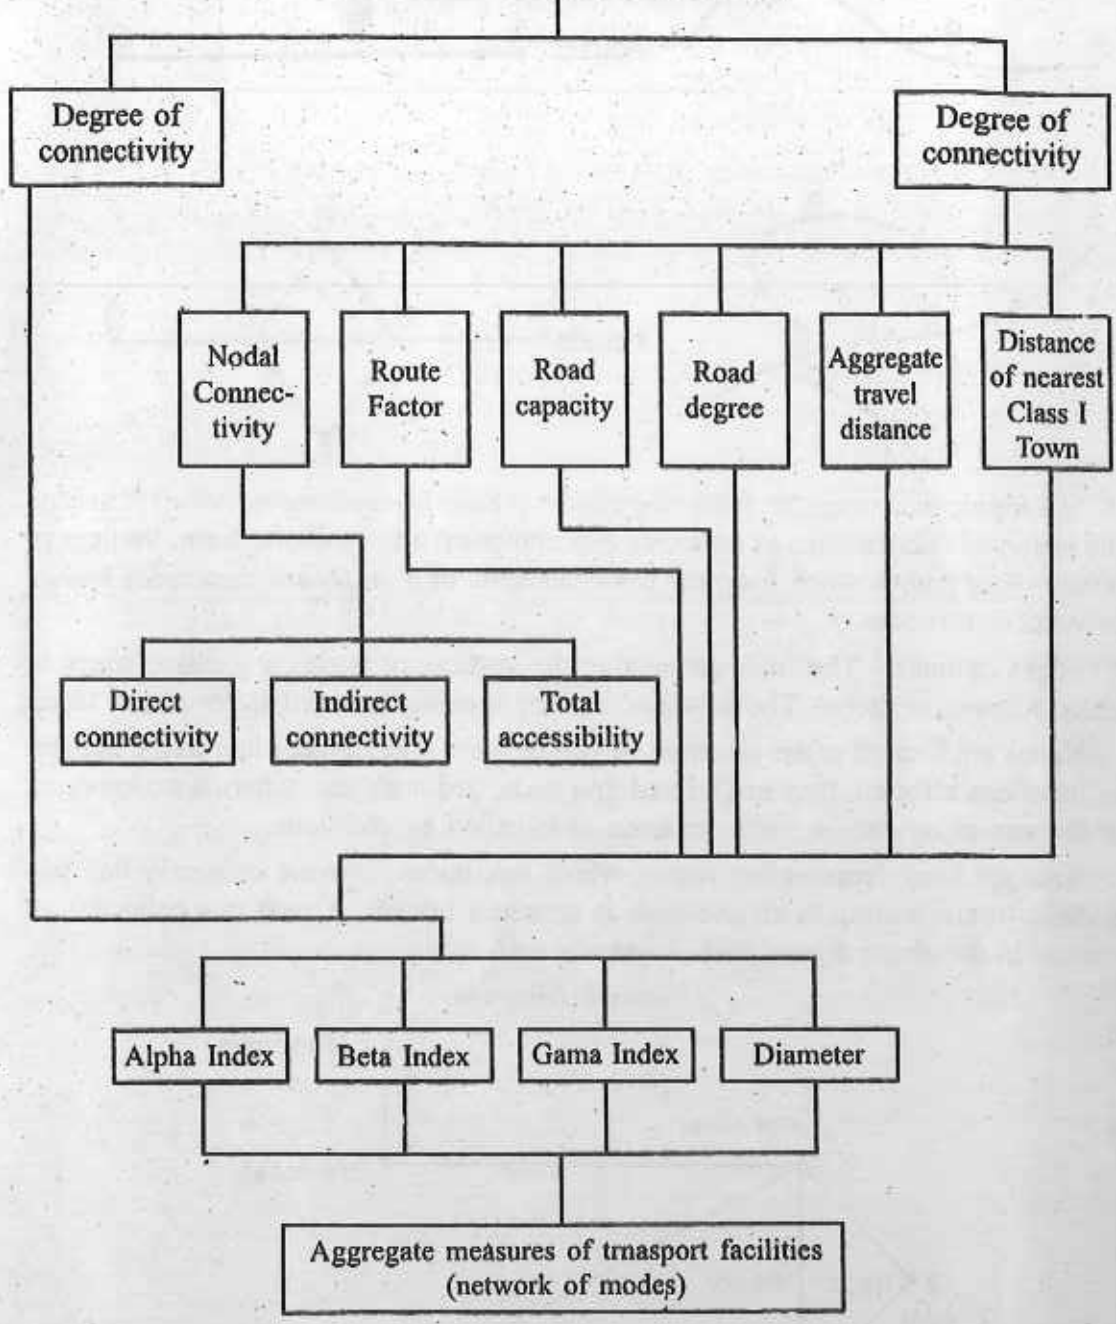 Degree of
connectivity
Degree of
connectivity
Nodal
Connec-
tivity
Route
Factor
Road
capacity
Road
degree
Aggregate
travel
distance
Distance
of nearest
Class I
Town
Direct
connectivity
Indirect
connectivity
Total
accessibility
Alpha Index
Beta Index
Gama Index
Diameter
Aggregate measures of trnasport facilities
(network of modes)